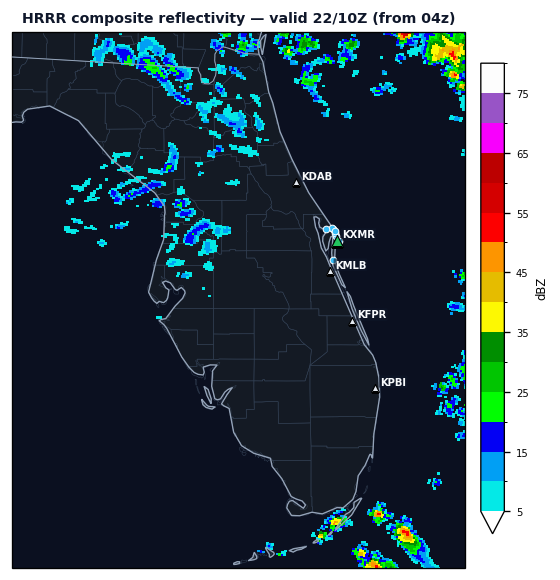 HRRR composite reflectivity — valid 22/10Z (from 04z)
KDAB
KXMR
KMLB
KFPR
KPBI
75
65
55
45
35
25
15
5
dBZ